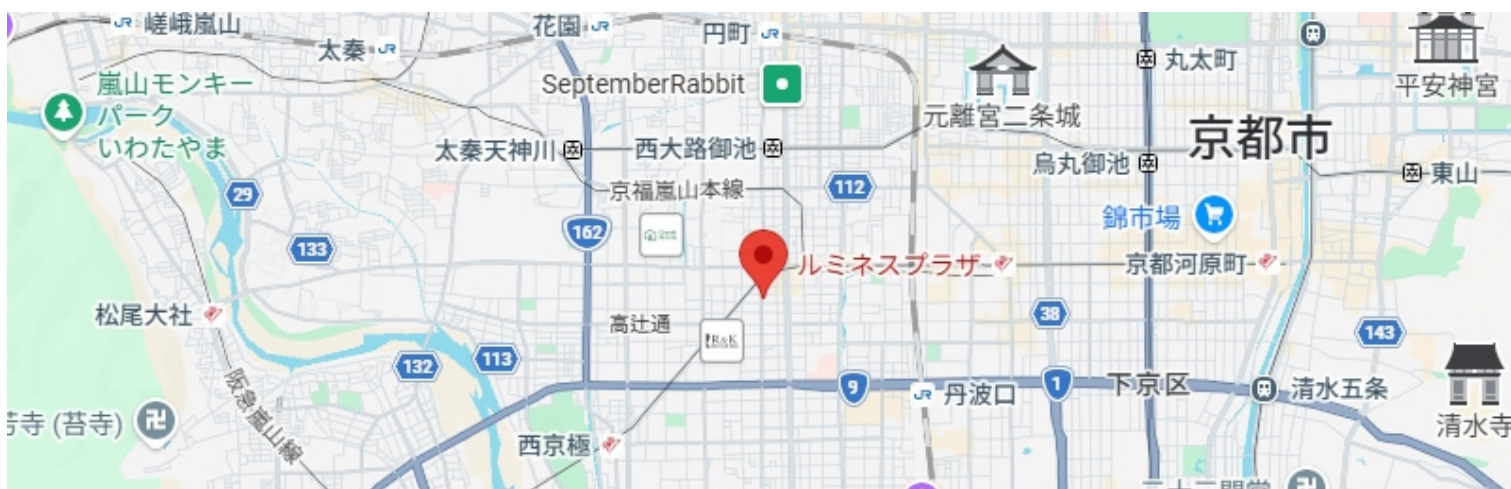 JR 嵯峨嵐山
花園 JR
円町 JR
太秦 JR
丸太町
嵐山モンキー
パーク
いわたやま
SeptemberRabbit
平安神宮
元離宮二条城
京都市
太秦天神川
西大路御池
烏丸御池
東山
京福嵐山本線
112
29
錦市場
162
133
ルミネスプラザ
京都河原町
松尾大社
高辻通
38
143
R&K
113
132
9
JR 丹波口
1
下京区
清水五条
阪急嵐山線
寺 (苔寺)
清水寺
西京極